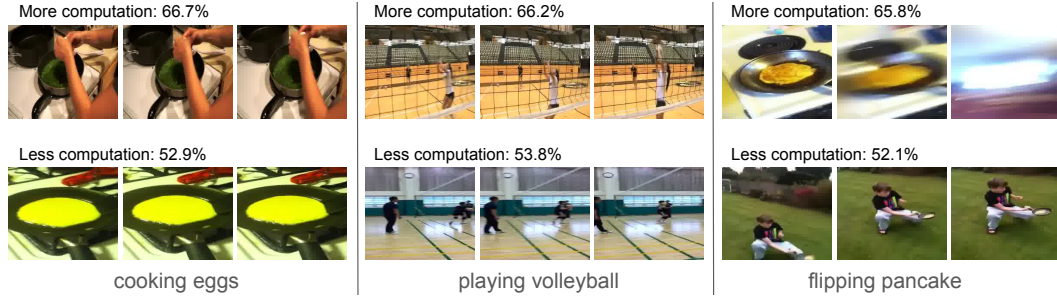 More computation: 66.7%
More computation: 66.2%
More computation: 65.8%
Less computation: 52.9%
Less computation: 53.8%
Less computation: 52.1%
cooking eggs
playing volleyball
flipping pancake